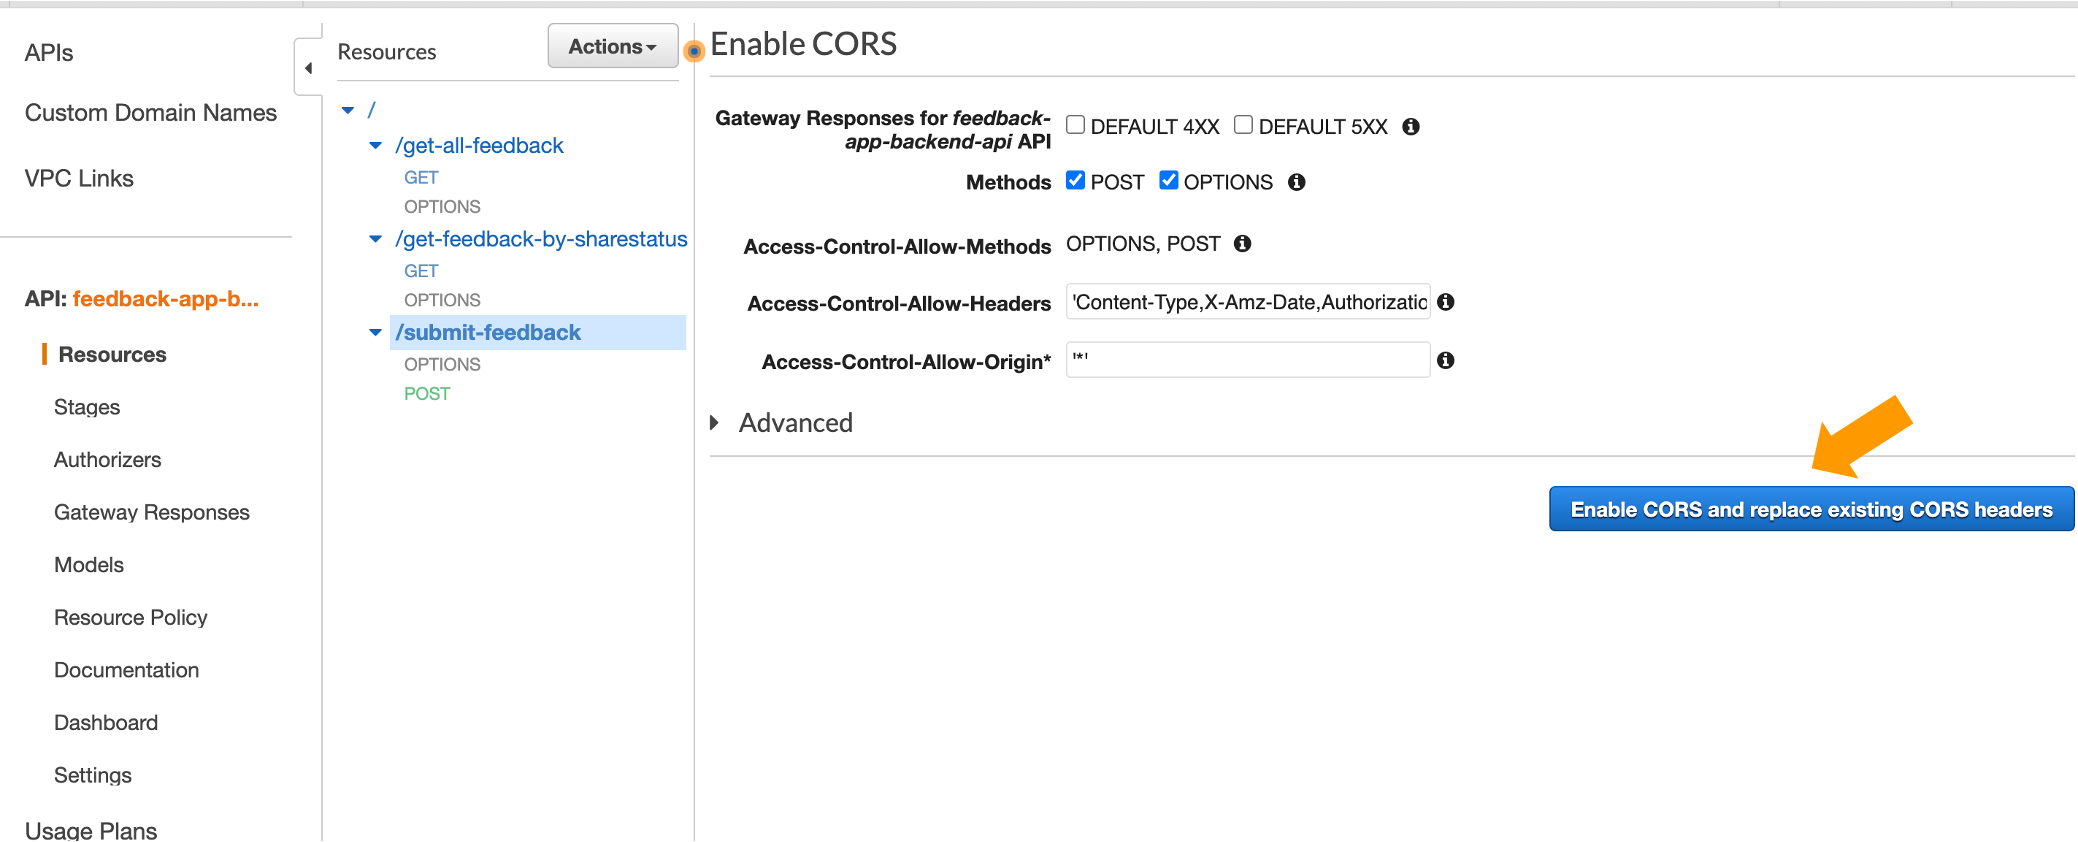 APIs
Custom Domain Names
VPC Links
API: feedback-app-b...
Resources
Stages
Authorizers
Gateway Responses
Models
Resource Policy
Documentation
Dashboard
Settings
Usage Plans
Resources
Actions
/
/get-all-feedback
GET
OPTIONS
/get-feedback-by-sharestatus
GET
OPTIONS
/submit-feedback
OPTIONS
POST
Enable CORS
Gateway Responses for feedback-
app-backend-api API
DEFAULT 4XX DEFAULT 5XX
Methods POST OPTIONS
Access-Control-Allow-Methods OPTIONS, POST
Access-Control-Allow-Headers 'Content-Type,X-Amz-Date,Authorizatio
Access-Control-Allow-Origin* '*'
Advanced
Enable CORS and replace existing CORS headers